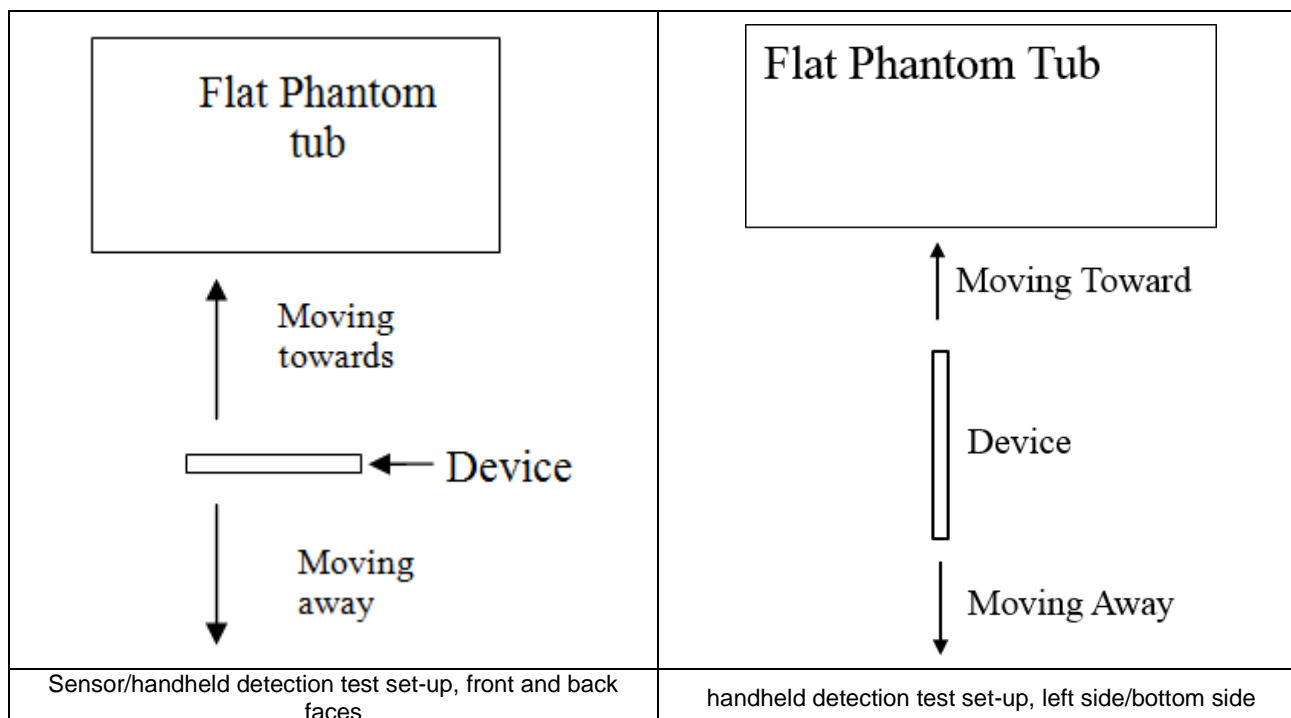 Flat Phantom
tub
Moving
towards
Device
Moving
away
Sensor/handheld detection test set-up, front and back
faces
Flat Phantom Tub
Moving Toward
Device
Moving Away
handheld detection test set-up, left side/bottom side